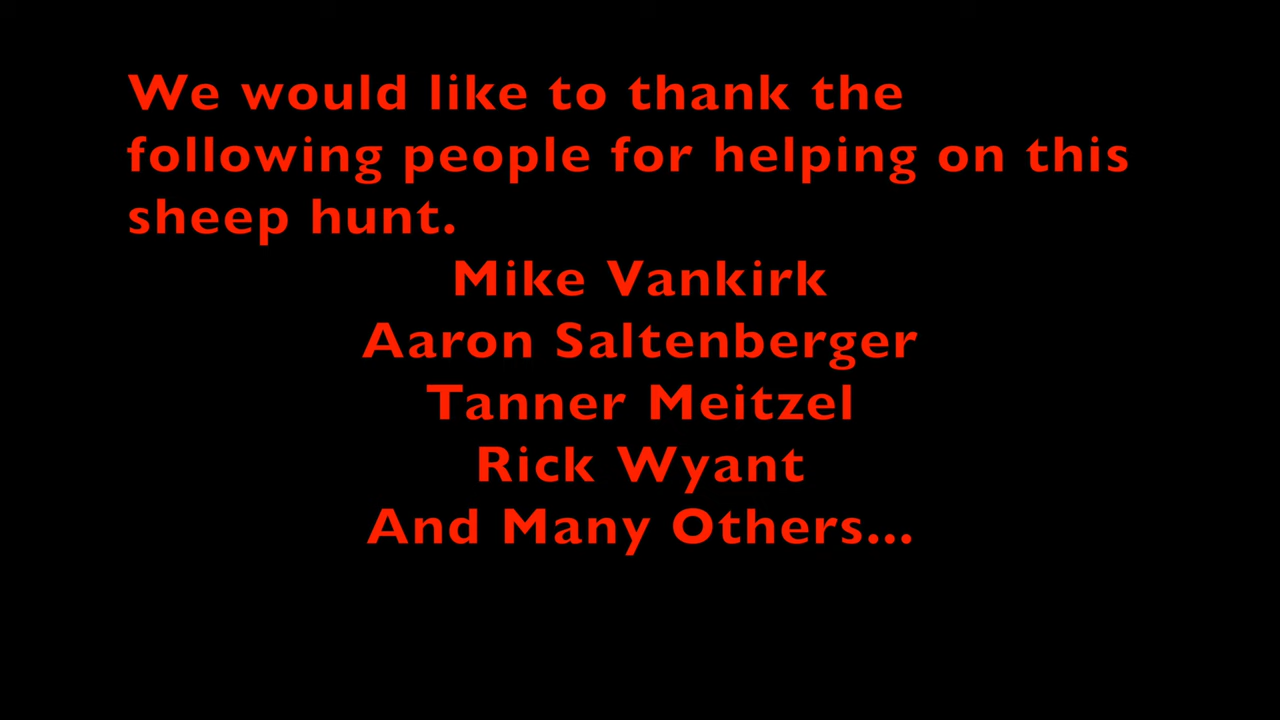 We would like to thank the
following people for helping on this
sheep hunt.
Mike Vankirk
Aaron Saltenberger
Tanner Meitzel
Rick Wyant
And Many Others...